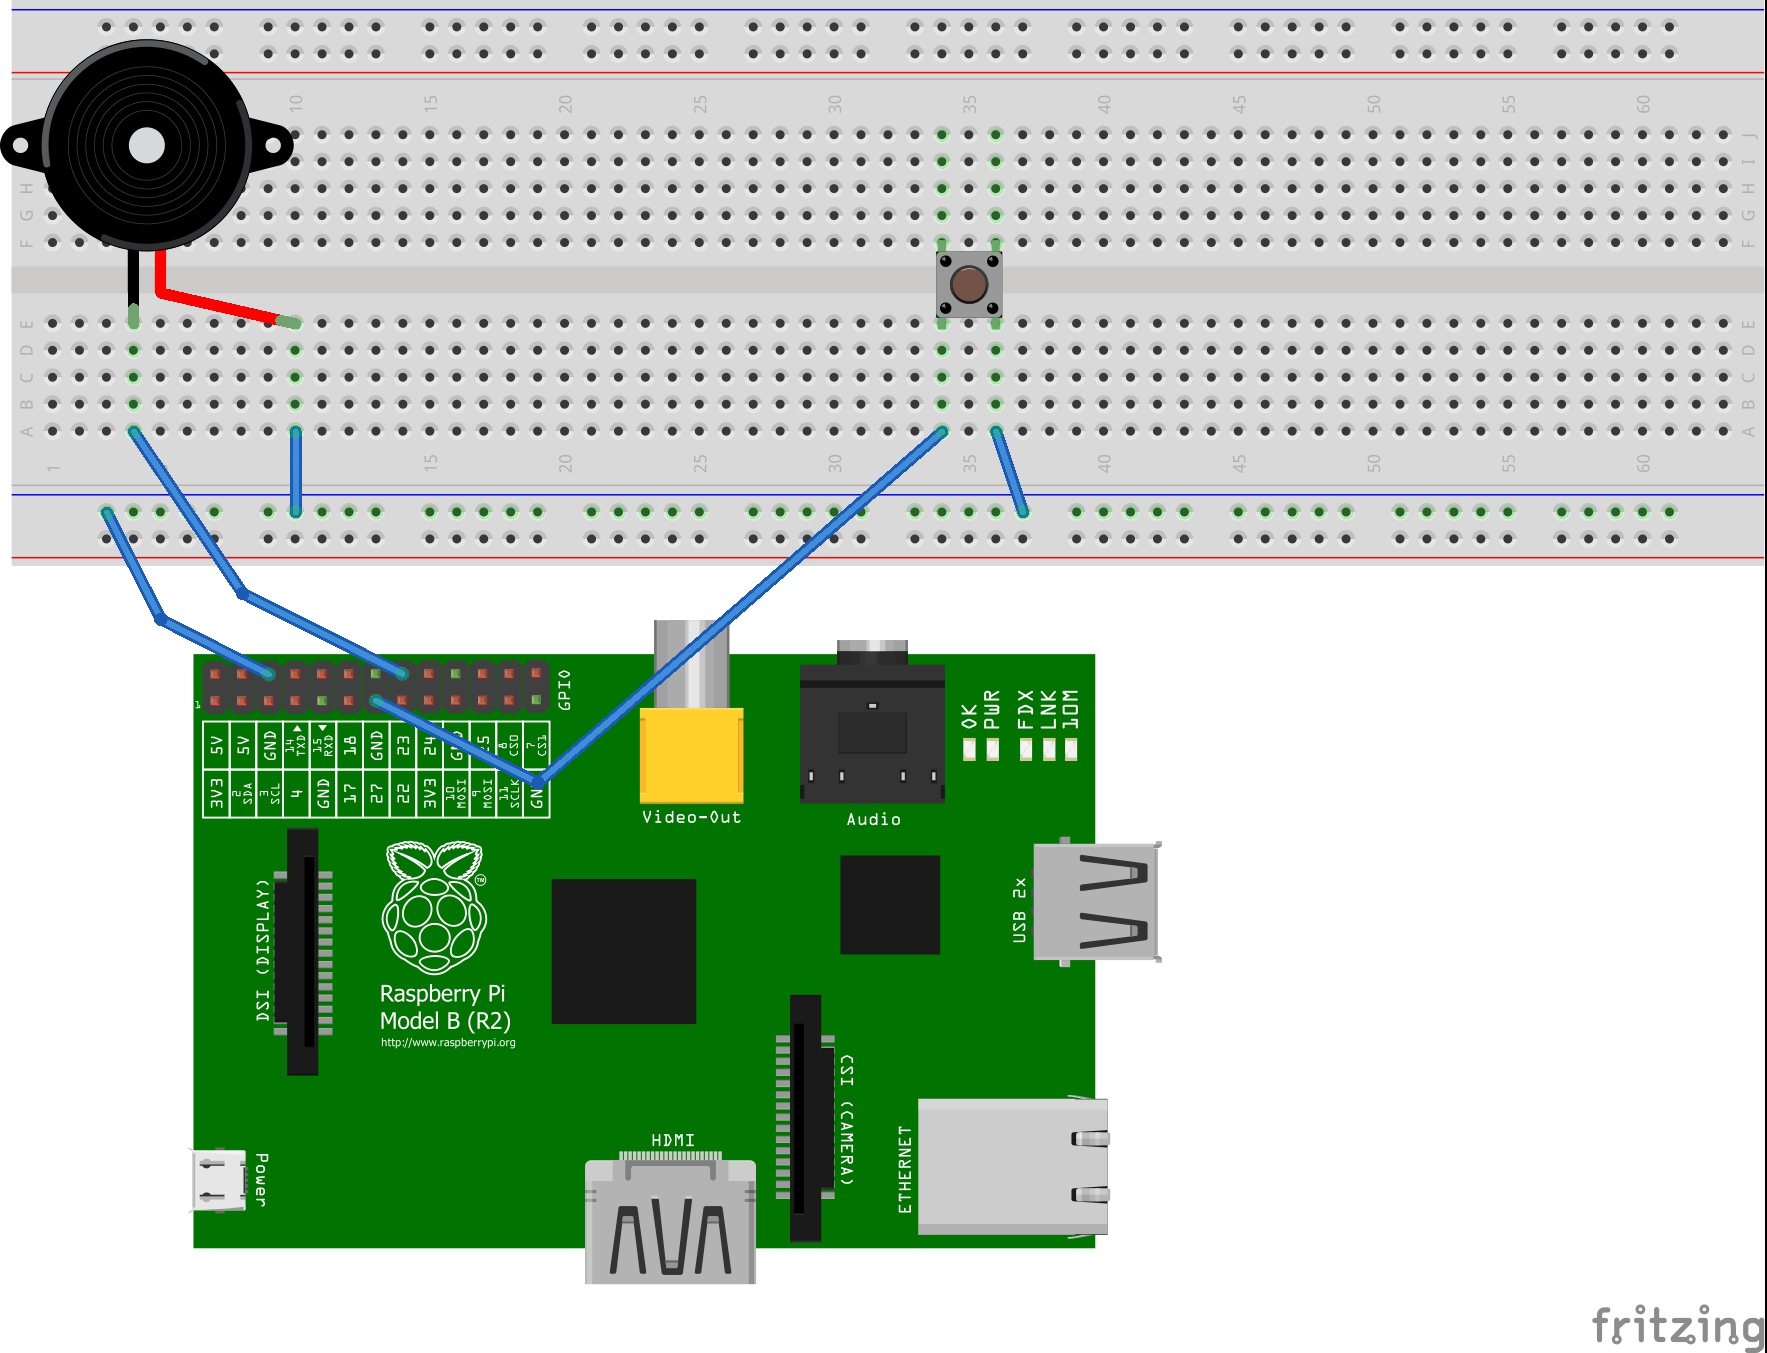 10 15 20 25 30 35 40 45 50 55 60
J
I
H H
G G
F F
E E
D D
C C
B B
A A
1 15 20 25 30 35 40 45 50 55 60
1
GPIO
5V 5V GND 14 TXD 15 RXD 18 GND 23 24 8 CS0 7 CS1
3V3 2 SDA 3 SCL 4 GND 17 27 22 3V3 10 MOSI 9 MOSI 11 SCLK
OK
PWR
FDX
LNK
10M
Video-Out
Audio
DSI (DISPLAY)
TM
Raspberry Pi
Model B (R2)
http://www.raspberrypi.org
USB 2x
CSI (CAMERA)
Power
HDMI
ETHERNET
fritzing